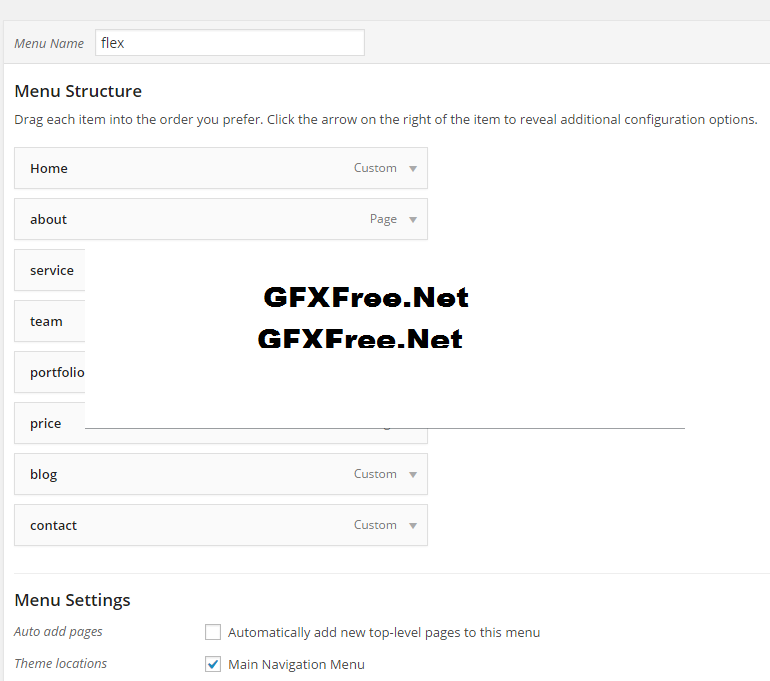 Menu Name flex
Menu Structure
Drag each item into the order you prefer. Click the arrow on the right of the item to reveal additional configuration options.
Home Custom
about Page
service
GFXFree.Net
team
GFXFree.Net
portfolio
price
blog Custom
contact Custom
Menu Settings
Auto add pages Automatically add new top-level pages to this menu
Theme locations Main Navigation Menu